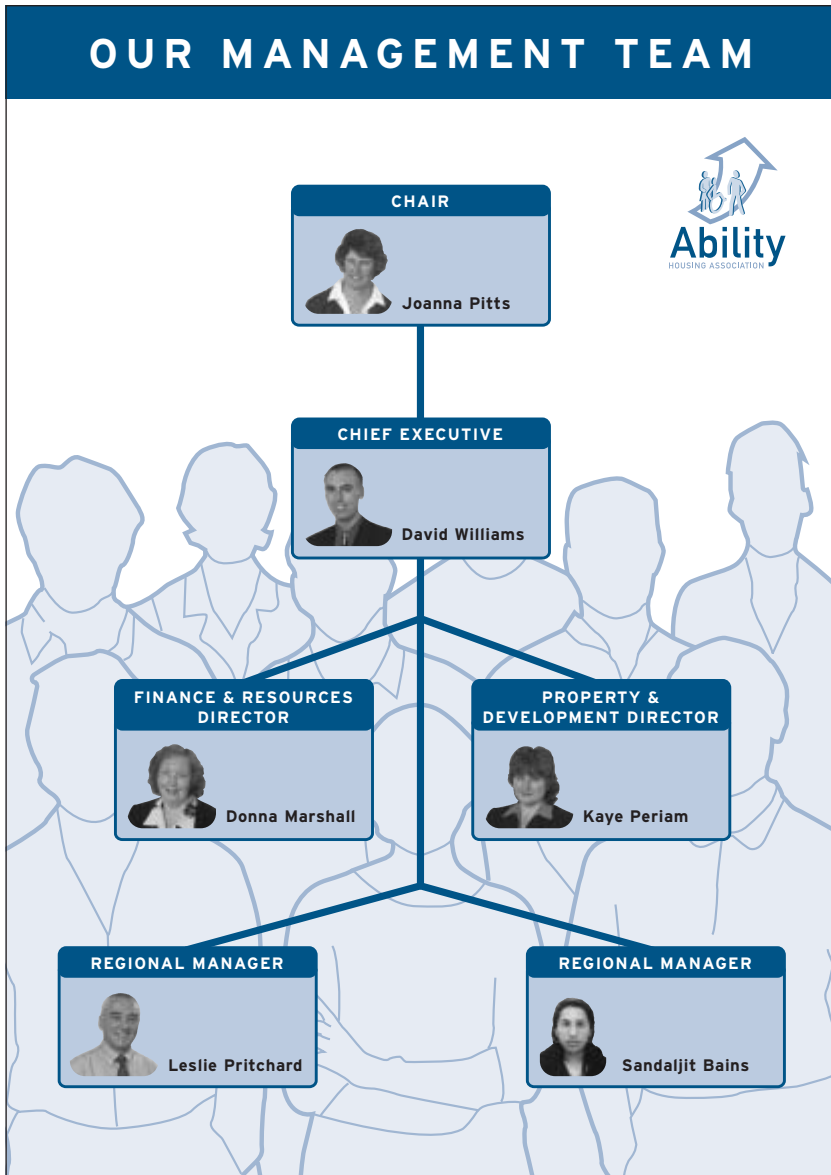 OUR MANAGEMENT TEAM
Ability
HOUSING ASSOCIATION
CHAIR
Joanna Pitts
CHIEF EXECUTIVE
David Williams
FINANCE & RESOURCES
DIRECTOR
Donna Marshall
PROPERTY &
DEVELOPMENT DIRECTOR
Kaye Periam
REGIONAL MANAGER
Leslie Pritchard
REGIONAL MANAGER
Sandaljit Bains